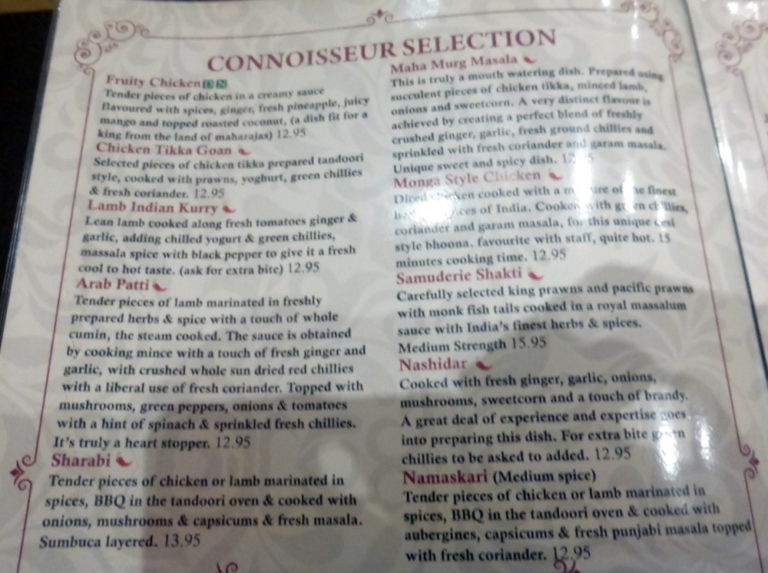 CONNOISSEUR SELECTION
Fruity Chicken
Tender pieces of chicken in a creamy sauce
flavoured with spices, ginger, fresh pineapple, juicy
mango and topped roasted coconut, (a dish fit for a
king from the land of maharajas) 12.95
Chicken Tikka Goan
Selected pieces of chicken tikka prepared tandoori
style, cooked with prawns, yoghurt, green chillies
& fresh coriander. 12.95
Lamb Indian Kurry
Lean lamb cooked along fresh tomatoes ginger &
garlic, adding chilled yogurt & green chillies,
massala spice with black pepper to give it a fresh
cool to hot taste. (ask for extra bite) 12.95
Arab Patti
Tender pieces of lamb marinated in freshly
prepared herbs & spice with a touch of whole
cumin, the steam cooked. The sauce is obtained
by cooking mince with a touch of fresh ginger and
garlic, with crushed whole sun dried red chillies
with a liberal use of fresh coriander. Topped with
mushrooms, green peppers, onions & tomatoes
with a hint of spinach & sprinkled fresh chillies.
It's truly a heart stopper. 12.95
Sharabi
Tender pieces of chicken or lamb marinated in
spices, BBQ in the tandoori oven & cooked with
onions, mushrooms & capsicums & fresh masala.
Sumbuca layered. 13.95
Maha Murg Masala
This is truly a mouth watering dish. Prepared using
succulent pieces of chicken tikka, minced lamb,
onions and sweetcorn. A very distinct flavour is
achieved by creating a perfect blend of freshly
crushed ginger, garlic, fresh ground chillies and
sprinkled with fresh coriander and garam masala.
Unique sweet and spicy dish.
Monga Style Chicken
Diced chicken cooked with a mixture of the finest
of India. Cooked with green chillies,
coriander and garam masala, for this unique desi
style bhoona. favourite with staff, quite hot. 15
minutes cooking time. 12.95
Samuderie Shakti
Carefully selected king prawns and pacific prawns
with monk fish tails cooked in a royal massalum
sauce with India's finest herbs & spices.
Medium Strength 15.95
Nashidar
Cooked with fresh ginger, garlic, onions,
mushrooms, sweetcorn and a touch of brandy.
A great deal of experience and expertise goes
into preparing this dish. For extra bite green
chillies to be asked to added. 12.95
Namaskari (Medium spice)
Tender pieces of chicken or lamb marinated in
spices, BBQ in the tandoori oven & cooked with
aubergines, capsicums & fresh punjabi masala topped
with fresh coriander. 12.95